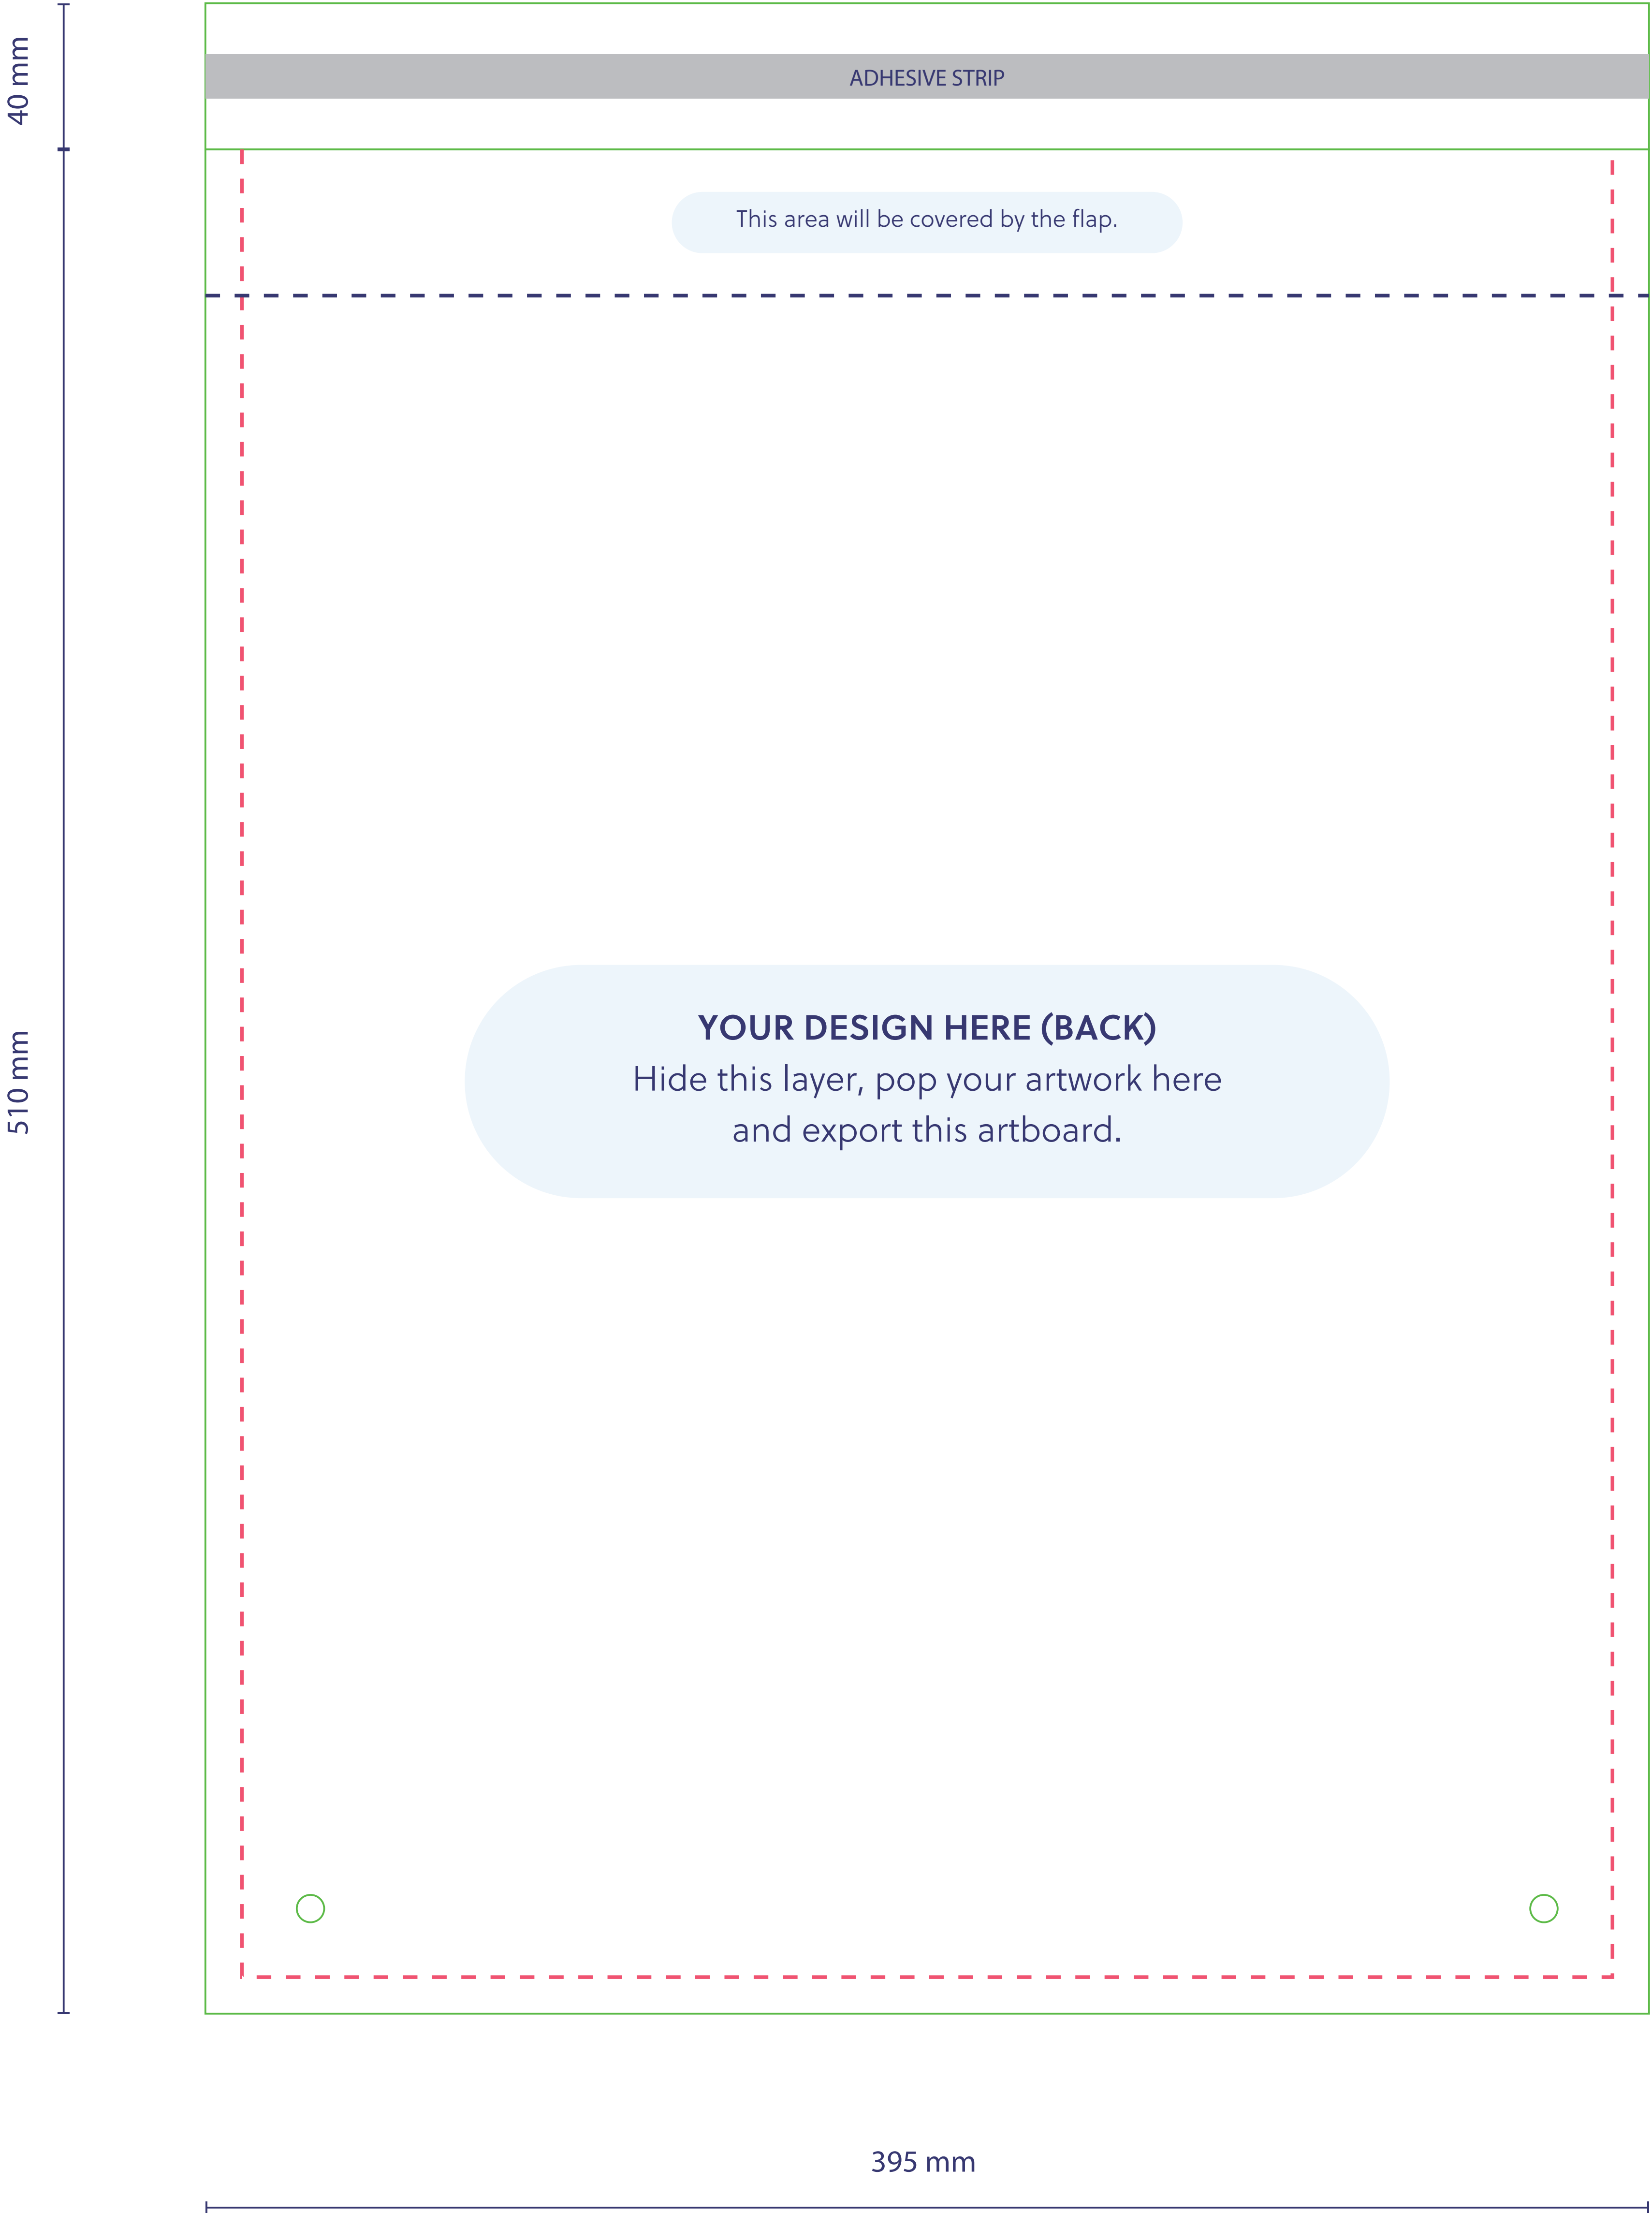 40 mm
ADHESIVE STRIP
This area will be covered by the flap.
510 mm
YOUR DESIGN HERE (BACK)
Hide this layer, pop your artwork here
and export this artboard.
395 mm